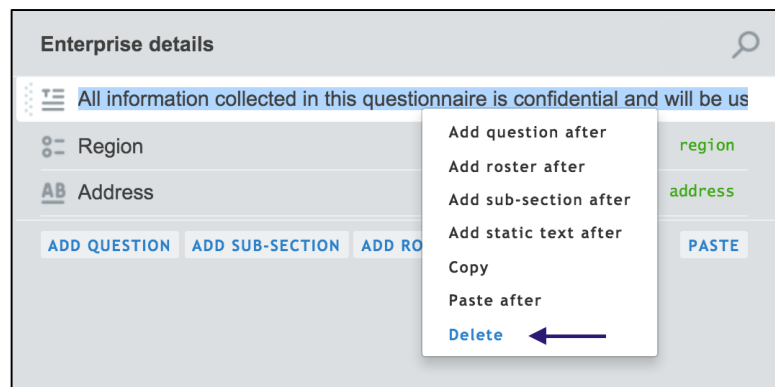 Enterprise details
All information collected in this questionnaire is confidential and will be us
Region region
Address address
ADD QUESTION ADD SUB-SECTION ADD RO PASTE
Add question after
Add roster after
Add sub-section after
Add static text after
Copy
Paste after
Delete